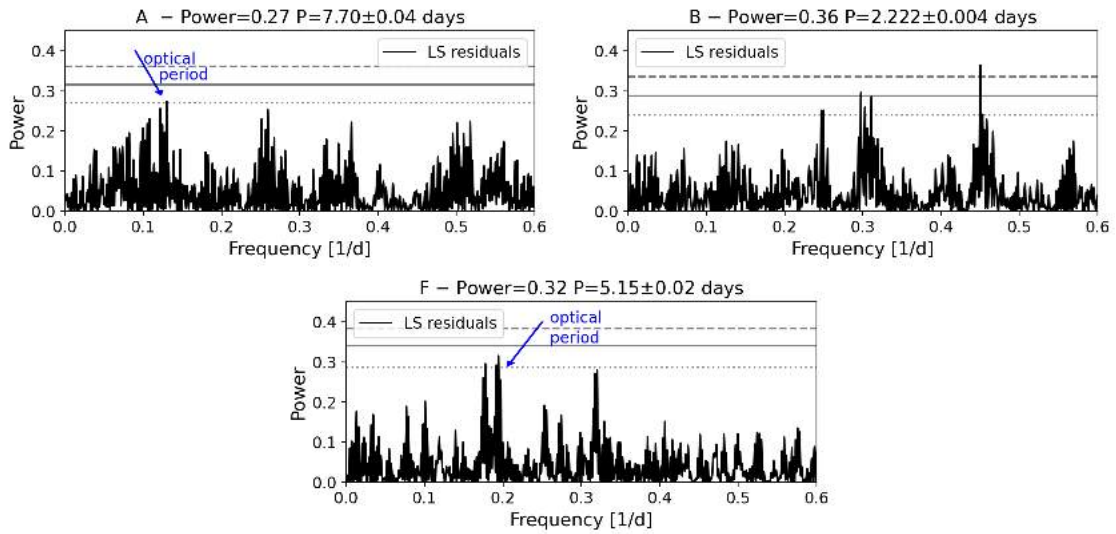 A − Power=0.27 P=7.70±0.04 days
optical
period
LS residuals
Power
0.4
0.3
0.2
0.1
0.0
0.0 0.1 0.2 0.3 0.4 0.5 0.6
Frequency [1/d]
B − Power=0.36 P=2.222±0.004 days
LS residuals
Power
0.4
0.3
0.2
0.1
0.0
0.0 0.1 0.2 0.3 0.4 0.5 0.6
Frequency [1/d]
F − Power=0.32 P=5.15±0.02 days
LS residuals
optical
period
Power
0.4
0.3
0.2
0.1
0.0
0.0 0.1 0.2 0.3 0.4 0.5 0.6
Frequency [1/d]